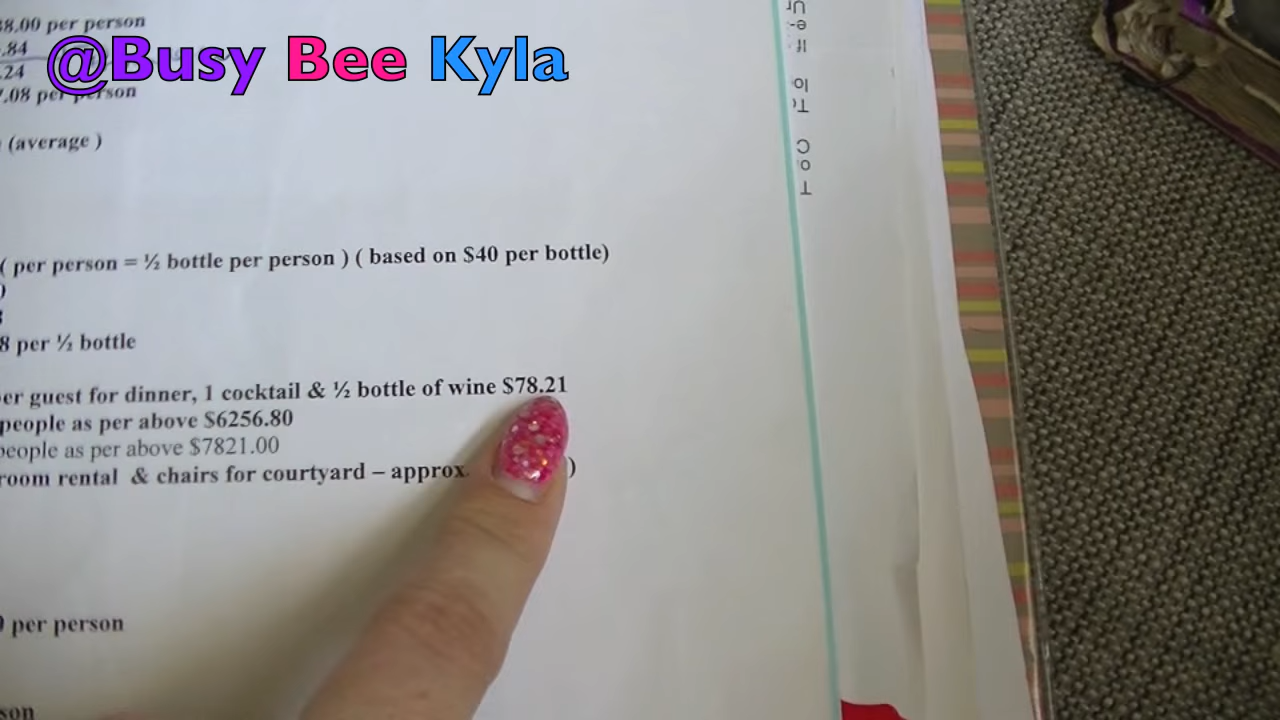 8.00 per person
.84
.24
@Busy Bee Kyla
.08 per person
(average )
( per person = ½ bottle per person ) ( based on $40 per bottle)
8 per ½ bottle
er guest for dinner, 1 cocktail & ½ bottle of wine $78.21
people as per above $6256.80
people as per above $7821.00
room rental & chairs for courtyard – approx.
)
per person
son